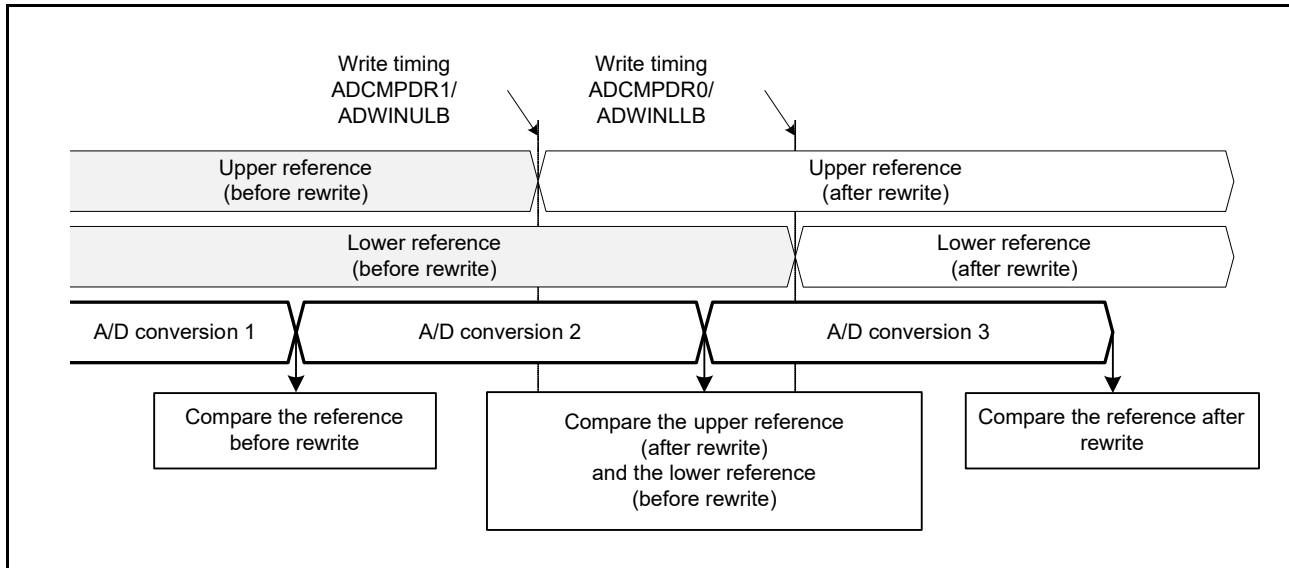 Write timing
ADCMPDR1/
ADWINULB
Write timing
ADCMPDR0/
ADWINLLB
Upper reference
(before rewrite)
Upper reference
(after rewrite)
Lower reference
(before rewrite)
Lower reference
(after rewrite)
A/D conversion 1
A/D conversion 2
A/D conversion 3
Compare the reference
before rewrite
Compare the upper reference
(after rewrite)
and the lower reference
(before rewrite)
Compare the reference after
rewrite